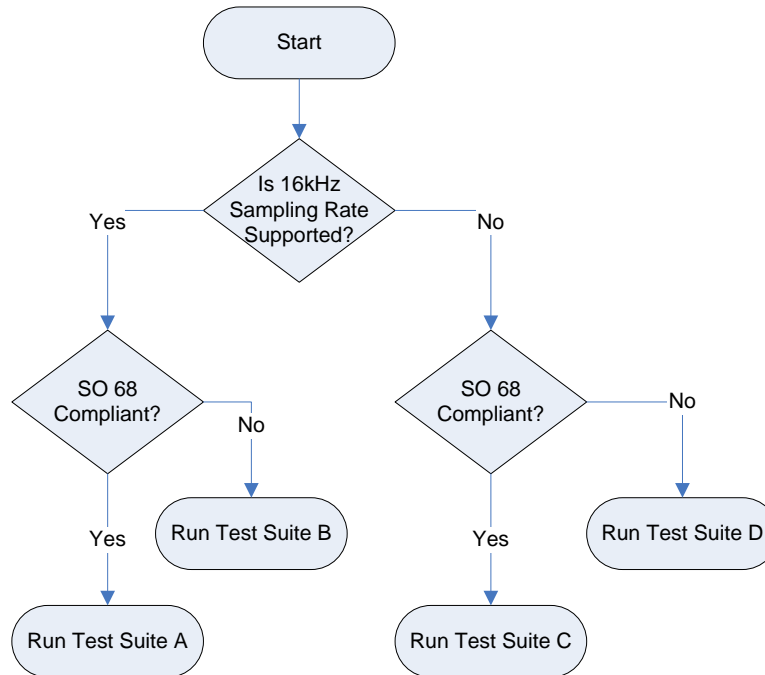 Start
Is 16kHz
Sampling Rate
Supported?
Yes
No
SO 68
Compliant?
SO 68
Compliant?
No
No
Run Test Suite B
Run Test Suite D
Yes
Yes
Run Test Suite A
Run Test Suite C